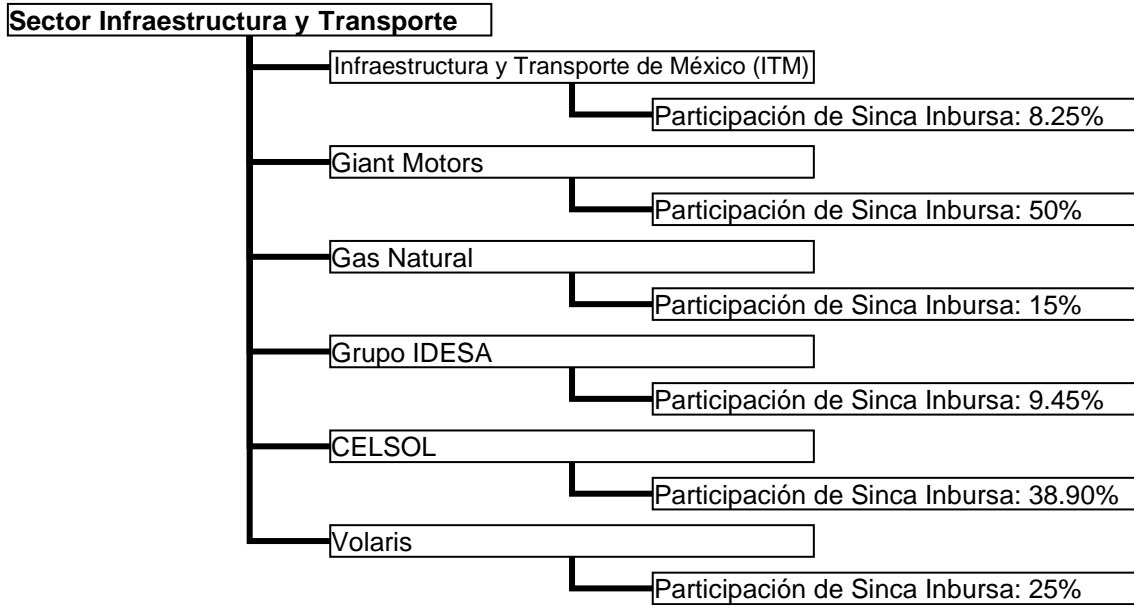 Sector Infraestructura y Transporte
Infraestructura y Transporte de México (ITM)
Participación de Sinca Inbursa: 8.25%
Giant Motors
Participación de Sinca Inbursa: 50%
Gas Natural
Participación de Sinca Inbursa: 15%
Grupo IDESA
Participación de Sinca Inbursa: 9.45%
CELSOL
Participación de Sinca Inbursa: 38.90%
Volaris
Participación de Sinca Inbursa: 25%